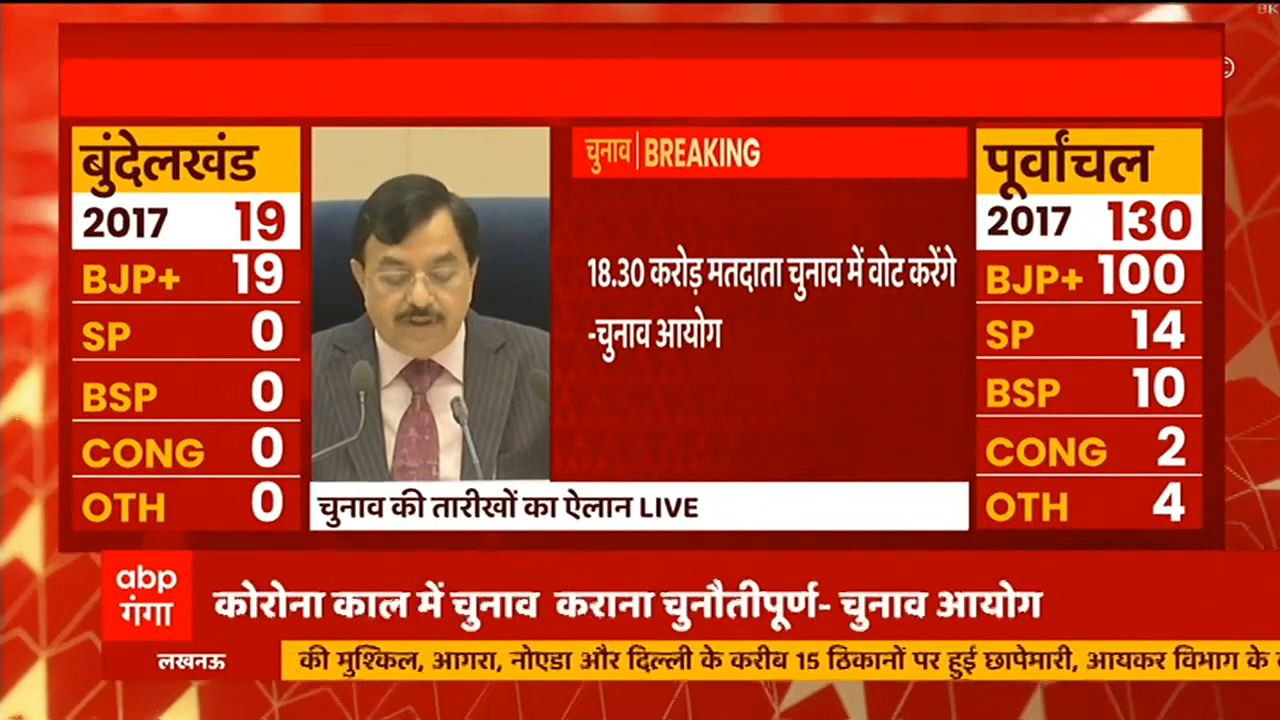 BK
बुंदेलखंड
2017 19
BJP+ 19
SP 0
BSP 0
CONG 0
OTH 0
चुनाव BREAKING
18.30 करोड़ मतदाता चुनाव में वोट करेंगे
-चुनाव आयोग
चुनाव की तारीखों का ऐलान LIVE
पूर्वांचल
2017 130
BJP+ 100
SP 14
BSP 10
CONG 2
OTH 4
abp
गंगा
कोरोना काल में चुनाव कराना चुनौतीपूर्ण- चुनाव आयोग
लखनऊ
की मुश्किल, आगरा, नोएडा और दिल्ली के करीब 15 ठिकानों पर हुई छापेमारी, आयकर विभाग के